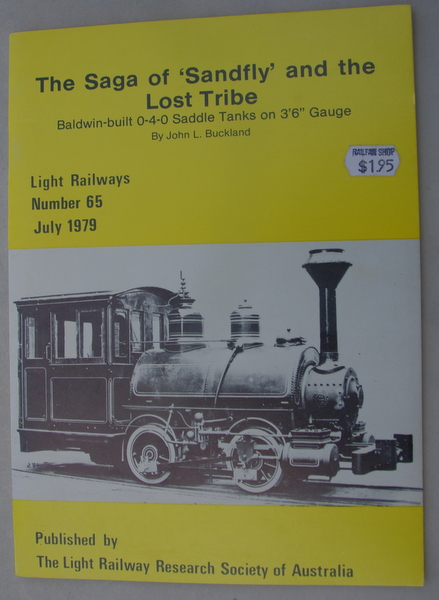 The Saga of ‘Sandfly’ and the
Lost Tribe
Baldwin-built 0-4-0 Saddle Tanks on 3’6” Gauge
By John L. Buckland
RAILFAN SHOP
$1.95
Light Railways
Number 65
July 1979
Published by
The Light Railway Research Society of Australia